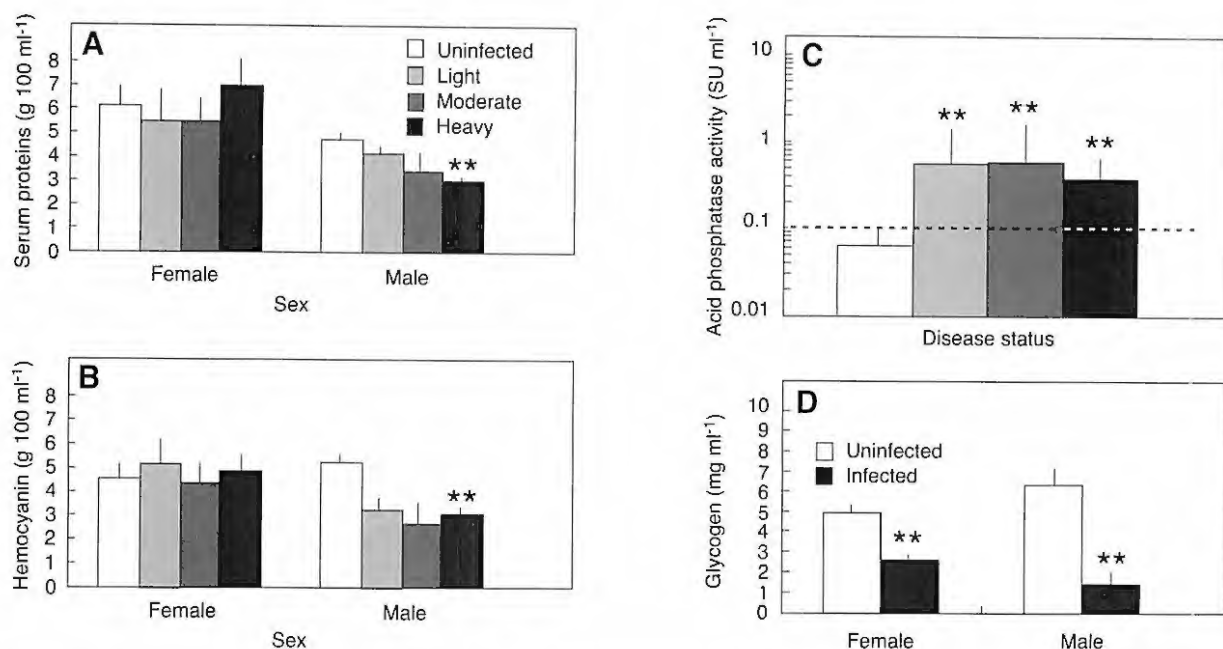 A
Serum proteins (g 100 ml-1)
8
7
6
5
4
3
2
1
0
Uninfected
Light
Moderate
Heavy
**
Female Male
Sex
B
Hemocyanin (g 100 ml-1)
8
7
6
5
4
3
2
1
0
**
Female Male
Sex
C
Acid phosphatase activity (SU ml-1)
10
1
0.1
0.01
** ** **
Disease status
D
Glycogen (mg ml-1)
10
9
8
7
6
5
4
3
2
1
0
Uninfected
Infected
**
**
Female Male